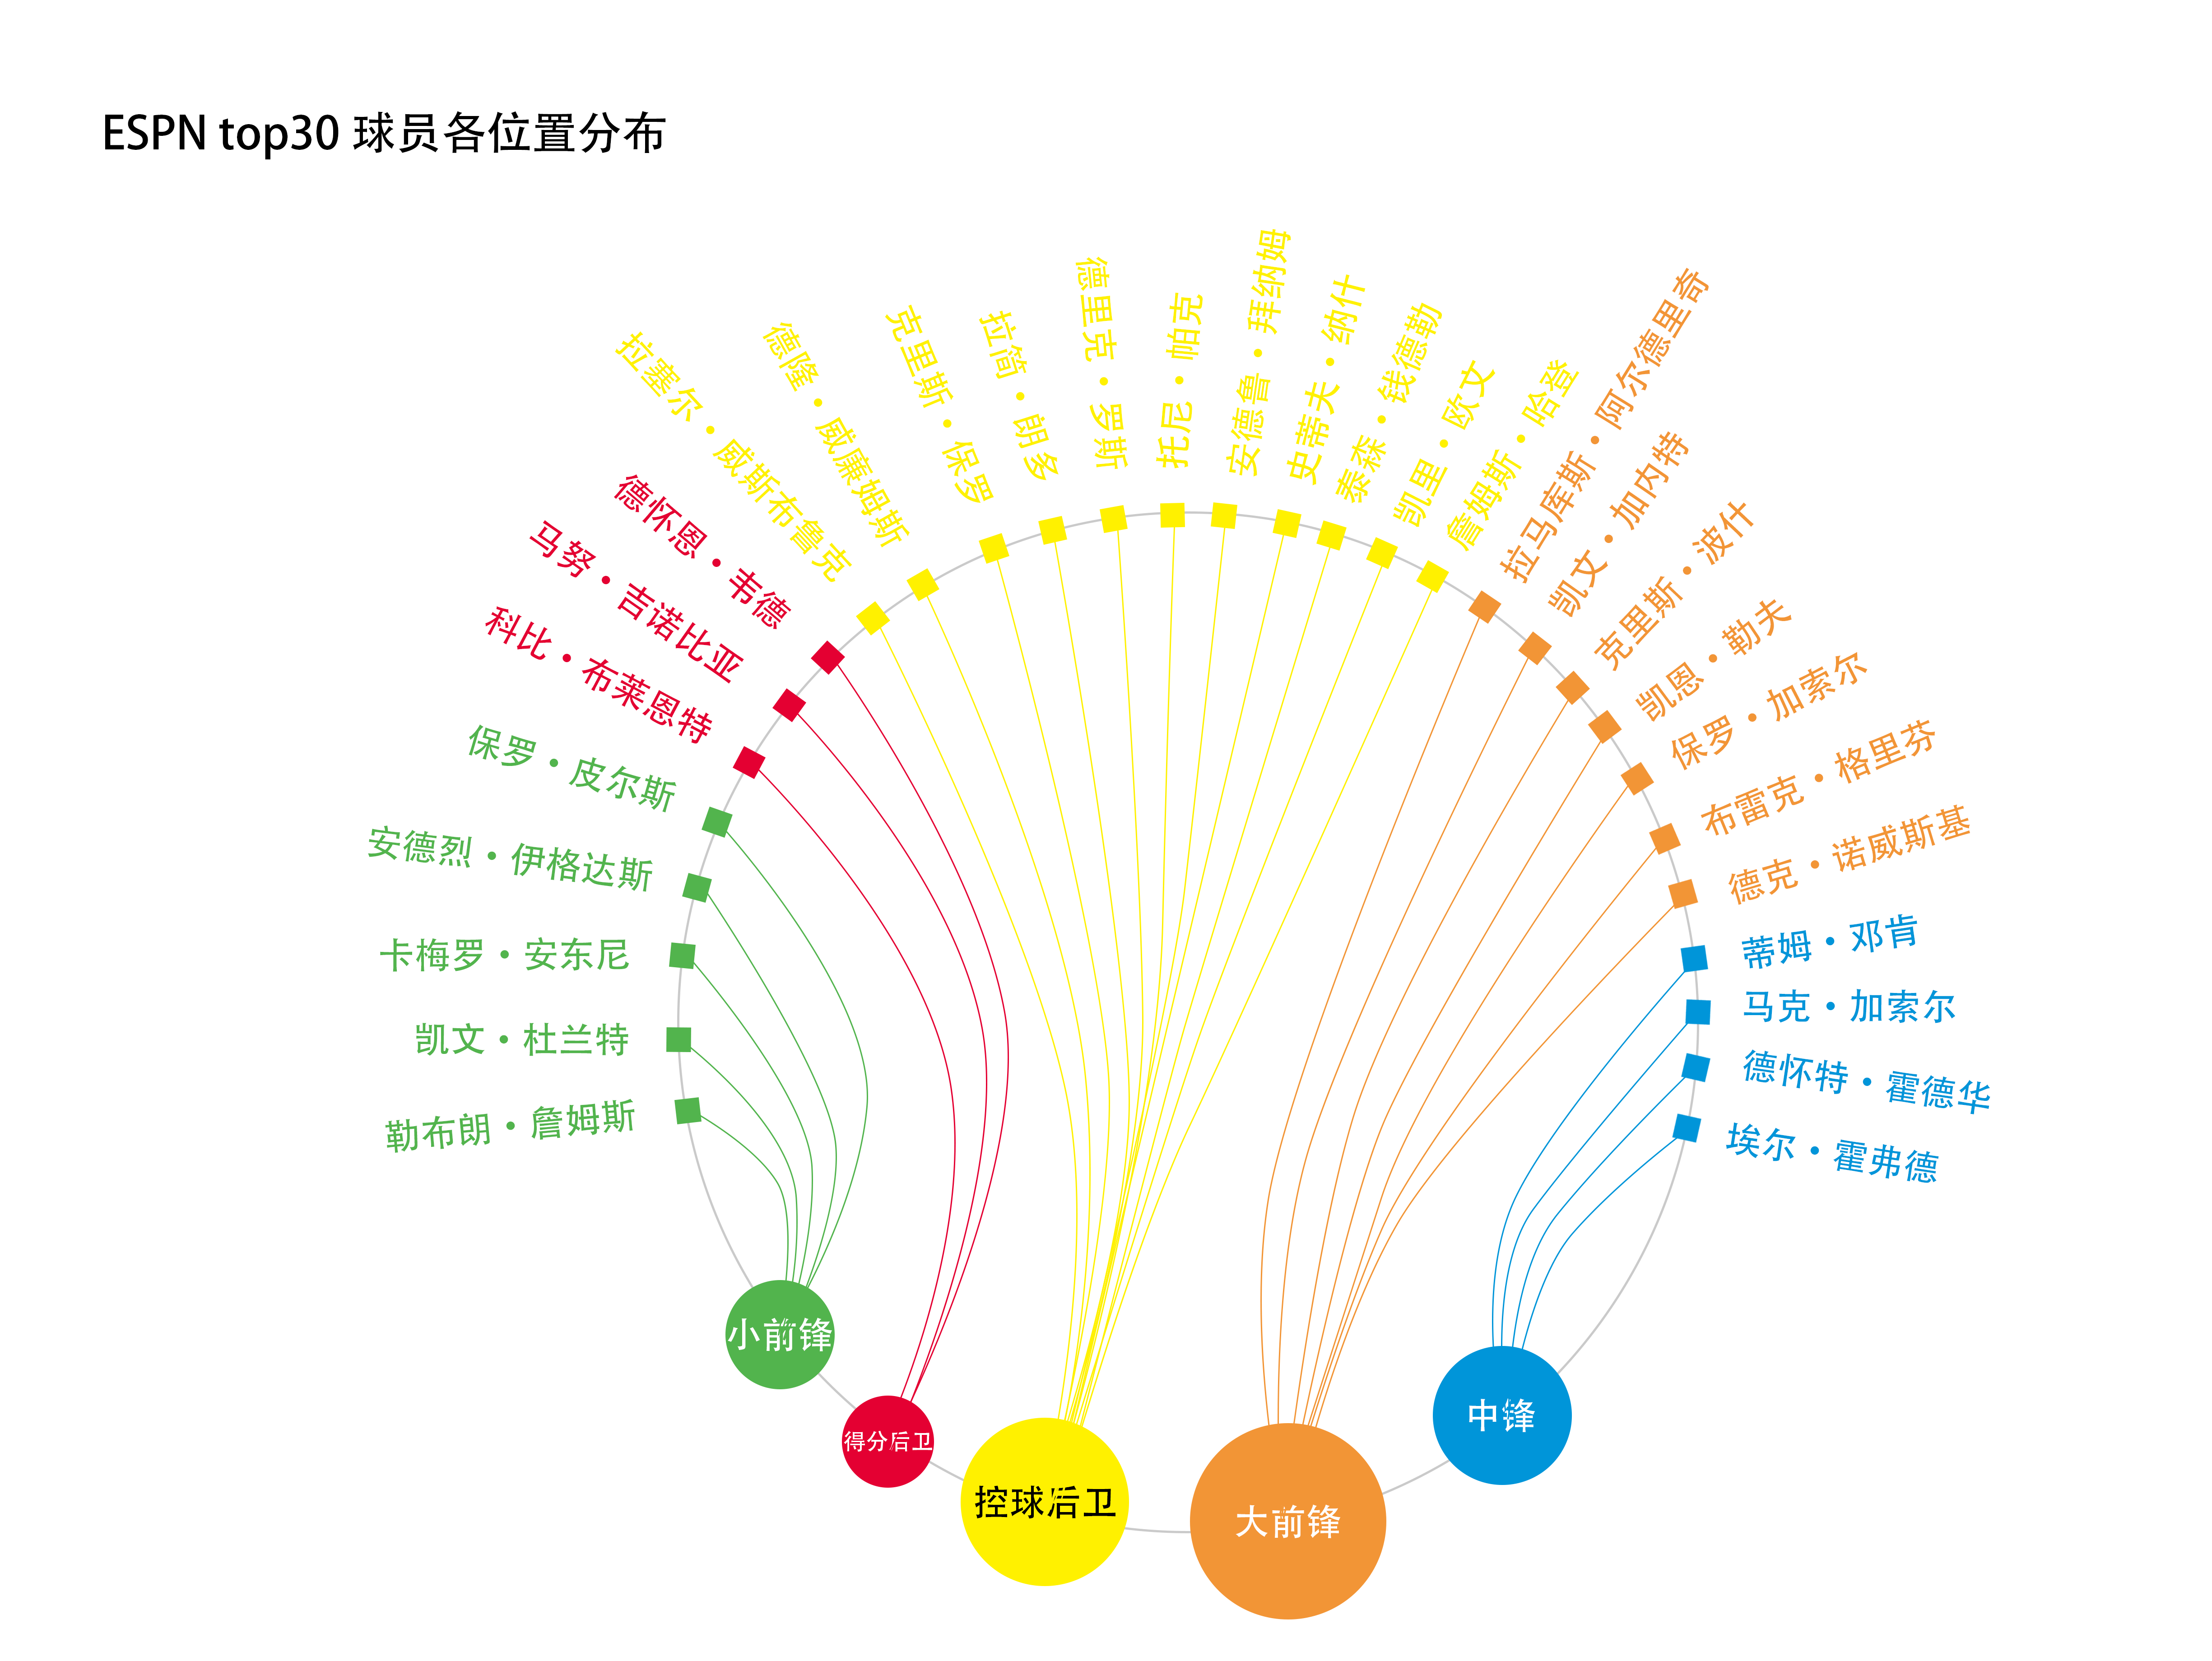 ESPN top30 球员各位置分布
勒布朗·詹姆斯
凯文·杜兰特
卡梅罗·安东尼
安德烈·伊格达斯
保罗·皮尔斯
科比·布莱恩特
马努·吉诺比亚
德怀恩·韦德
拉塞尔·威斯布鲁克
德隆·威廉姆斯
克里斯·保罗
拉简·朗多
德里克·罗斯
托尼·帕克
安德鲁·拜纳姆
史蒂夫·纳什
泰森·钱德勒
凯里·欧文
詹姆斯·哈登
拉马库斯·阿尔德里奇
凯文·加内特
克里斯·波什
凯恩·勒夫
保罗·加索尔
布雷克·格里芬
德克·诺威斯基
蒂姆·邓肯
马克·加索尔
德怀特·霍德华
埃尔·霍弗德
小前锋
得分后卫
控球后卫
大前锋
中锋